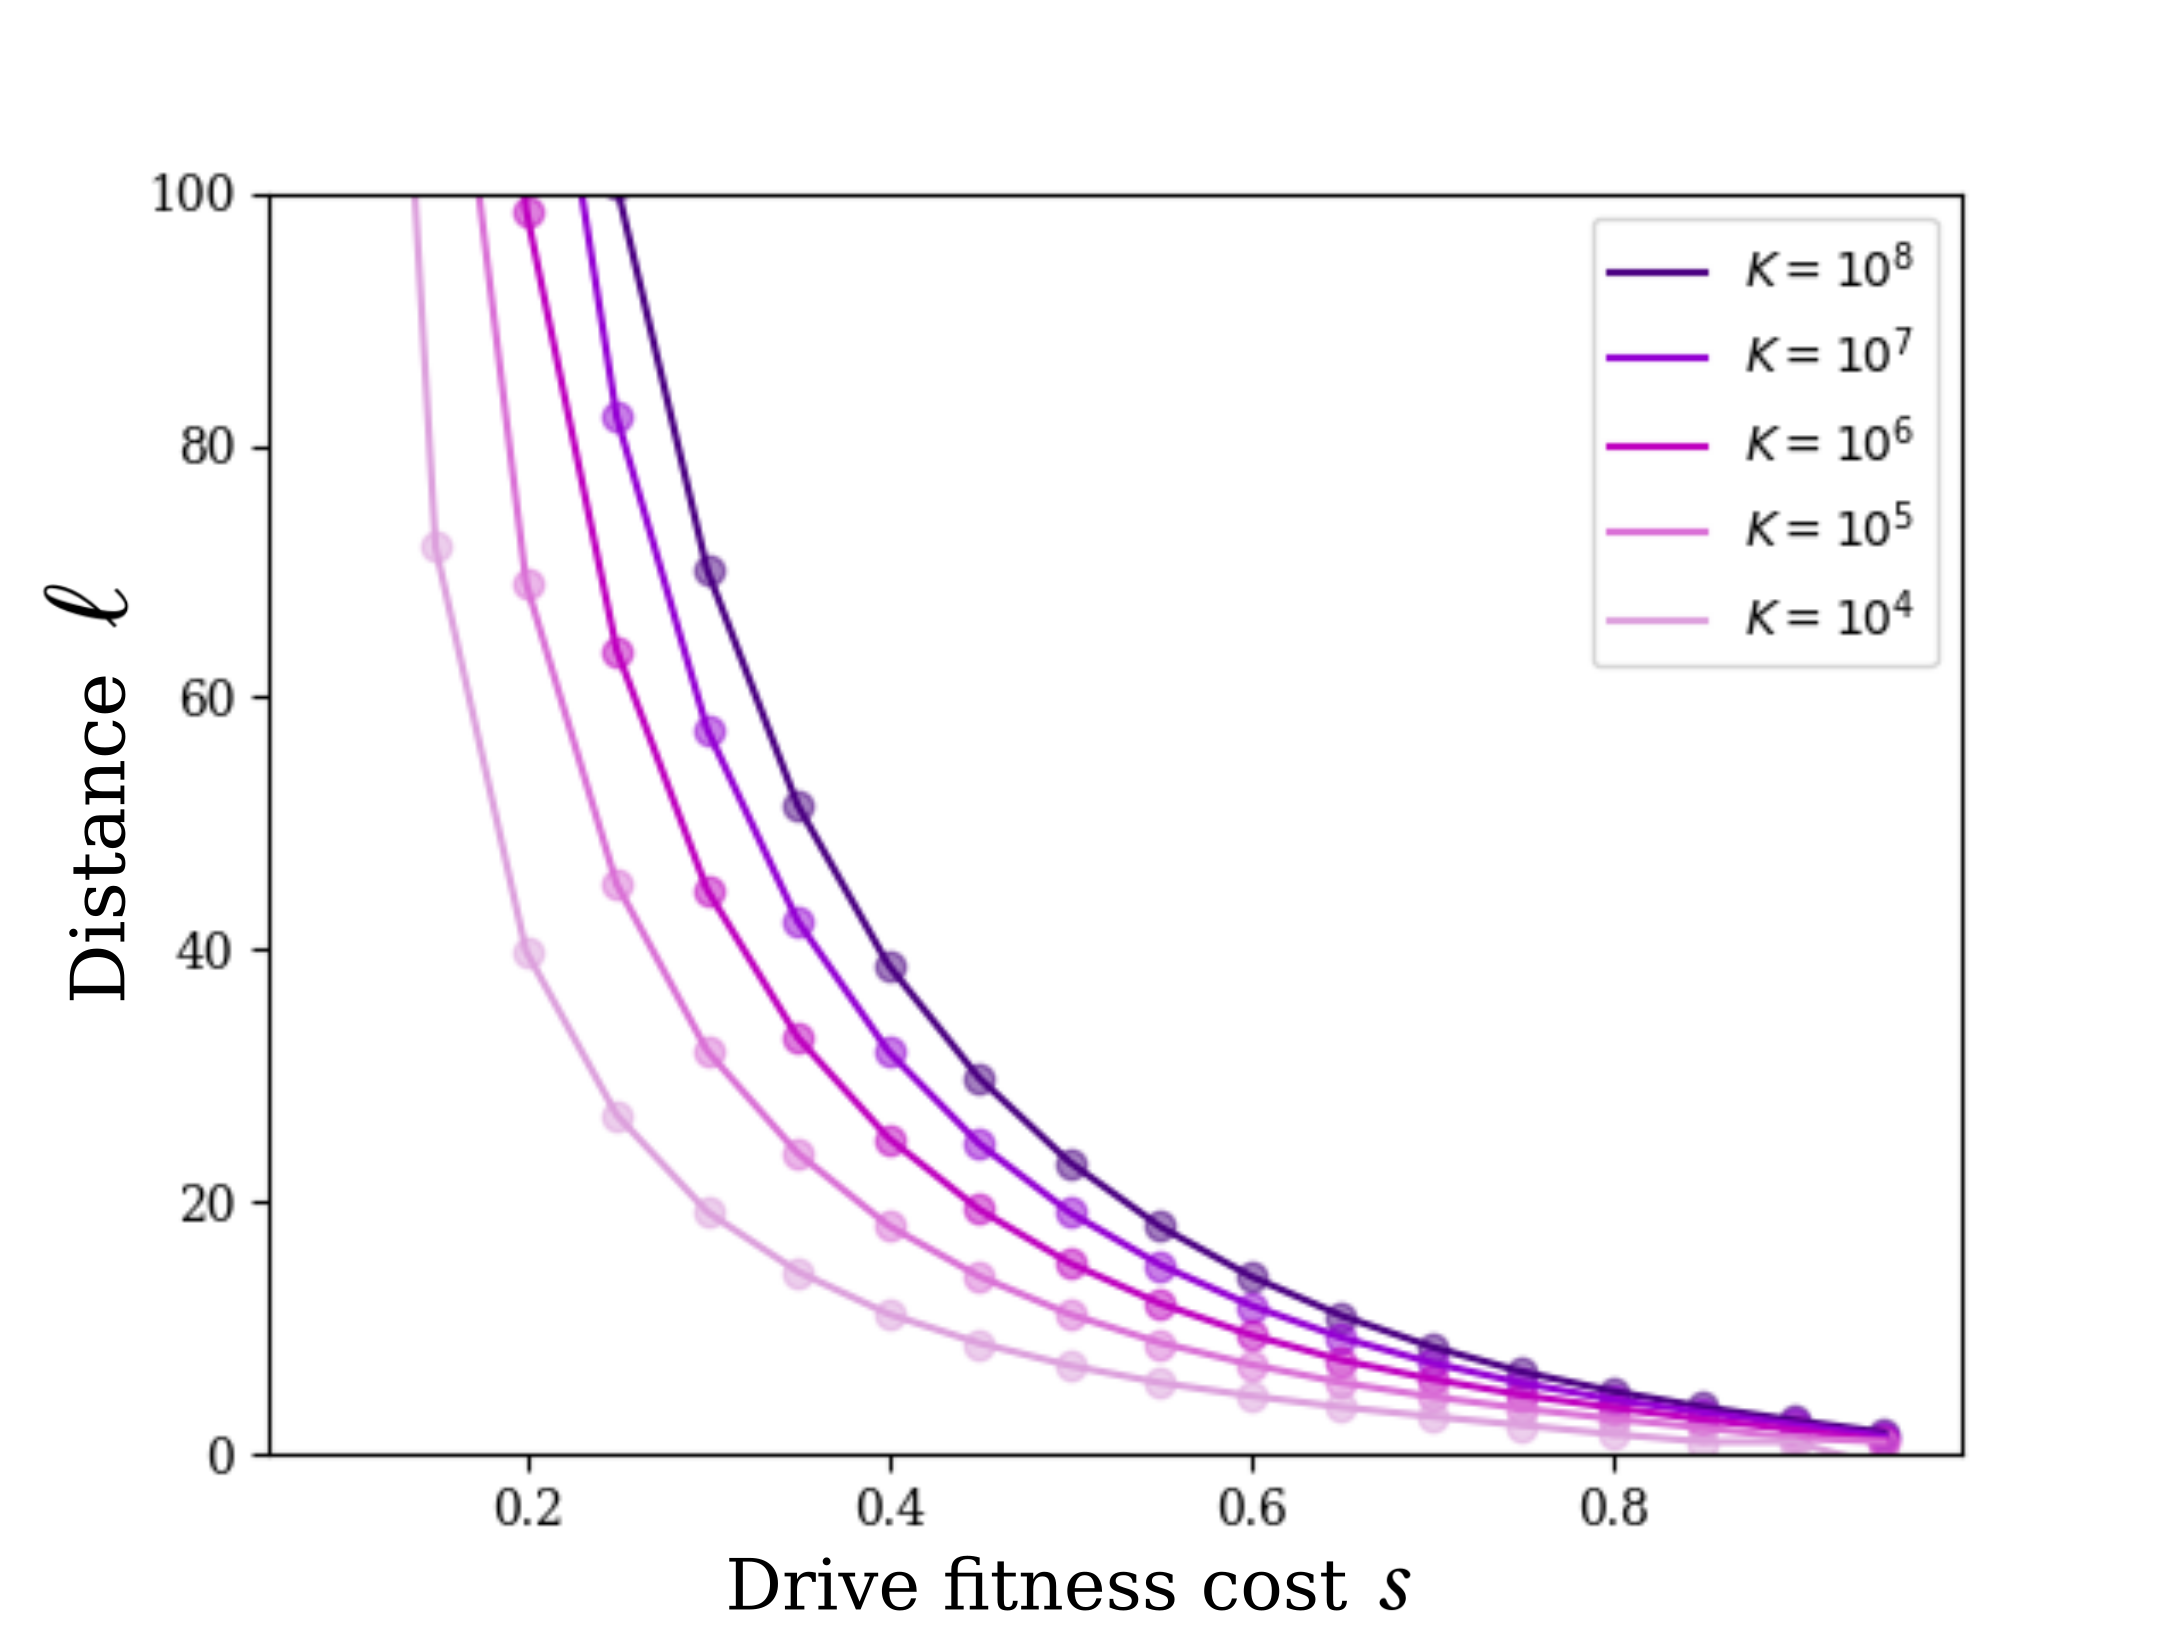 100
80
60
40
20
0
Distance ℓ
K = 10⁸
K = 10⁷
K = 10⁶
K = 10⁵
K = 10⁴
0.2 0.4 0.6 0.8
Drive fitness cost s